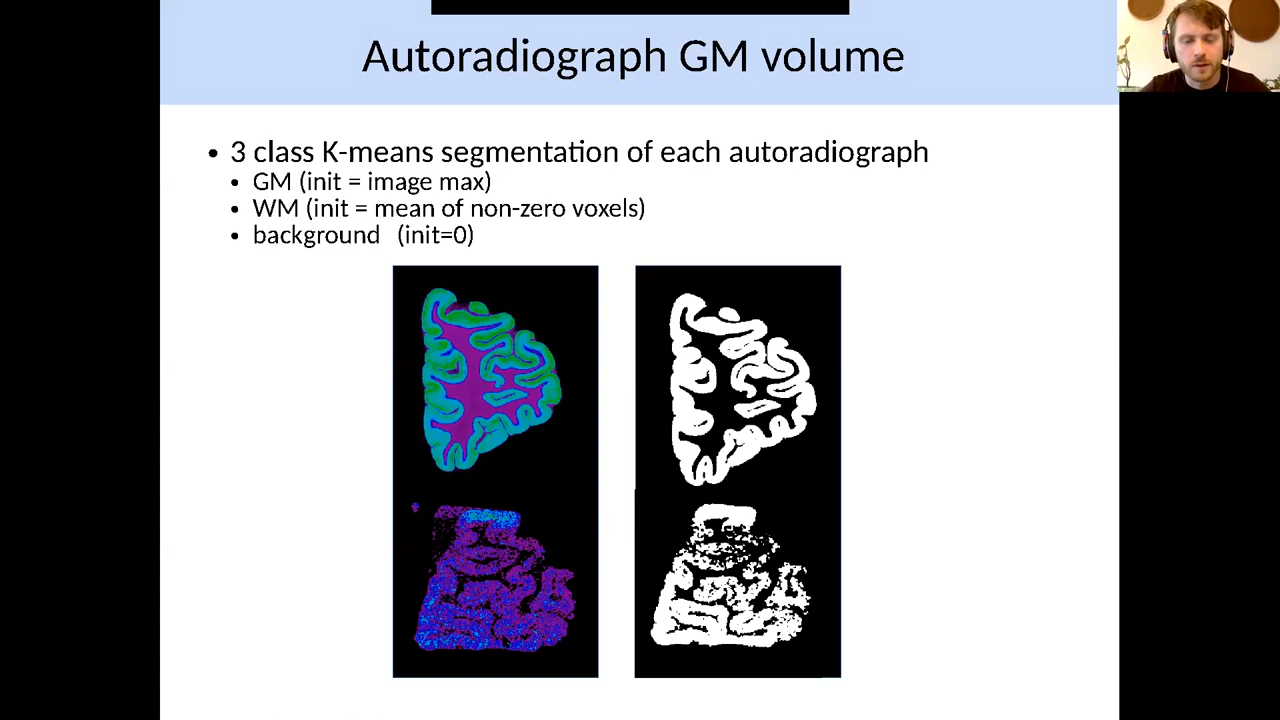 Autoradiograph GM volume
• 3 class K-means segmentation of each autoradiograph
• GM (init = image max)
• WM (init = mean of non-zero voxels)
• background (init=0)